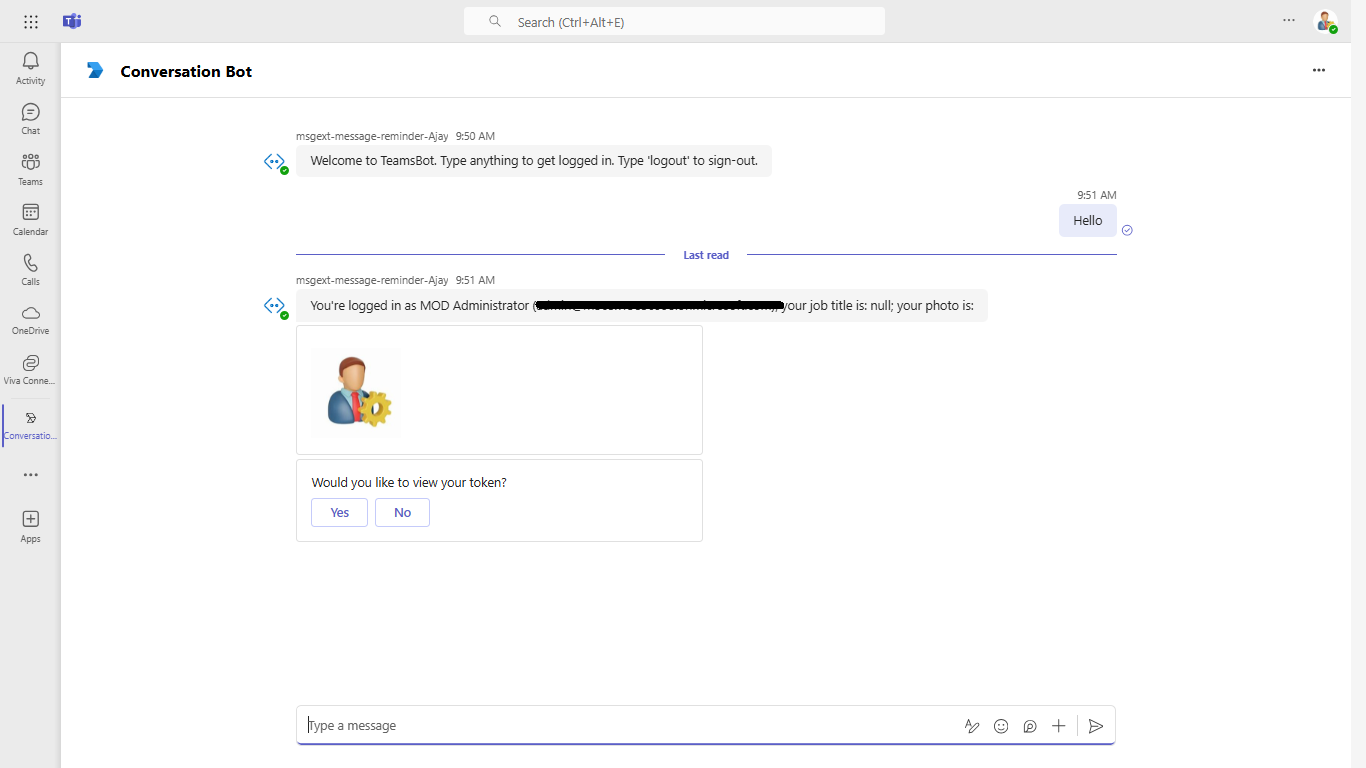 Search (Ctrl+Alt+E)
Activity
Chat
Teams
Calendar
Calls
OneDrive
Viva Conne...
Conversatio...
Apps
Conversation Bot
msgext-message-reminder-Ajay 9:50 AM
Welcome to TeamsBot. Type anything to get logged in. Type 'logout' to sign-out.
9:51 AM
Hello
Last read
msgext-message-reminder-Ajay 9:51 AM
You're logged in as MOD Administrator ( your job title is: null; your photo is:
Would you like to view your token?
Yes No
Type a message